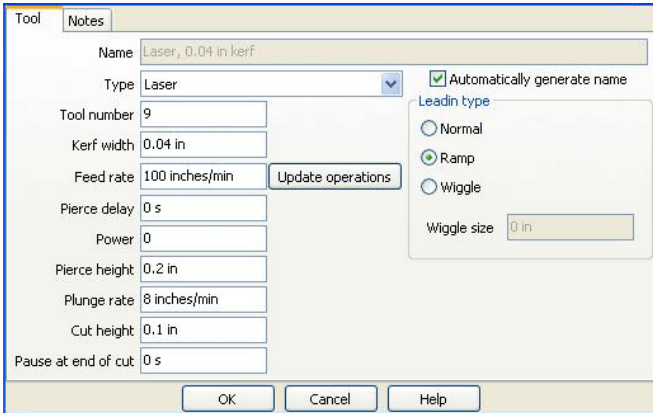 Tool Notes
Name Laser, 0.04 in kerf
Type Laser
Automatically generate name
Tool number 9
Leadin type
Normal
Kerf width 0.04 in
Ramp
Feed rate 100 inches/min Update operations
Wiggle
Pierce delay 0 s
Power 0
Wiggle size 0 in
Pierce height 0.2 in
Plunge rate 8 inches/min
Cut height 0.1 in
Pause at end of cut 0 s
OK Cancel Help